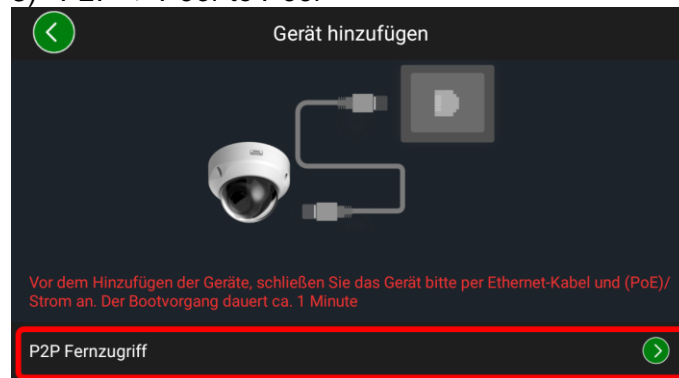 Gerät hinzufügen
Vor dem Hinzufügen der Geräte, schließen Sie das Gerät bitte per Ethernet-Kabel und (PoE)/
Strom an. Der Bootvorgang dauert ca. 1 Minute
P2P Fernzugriff